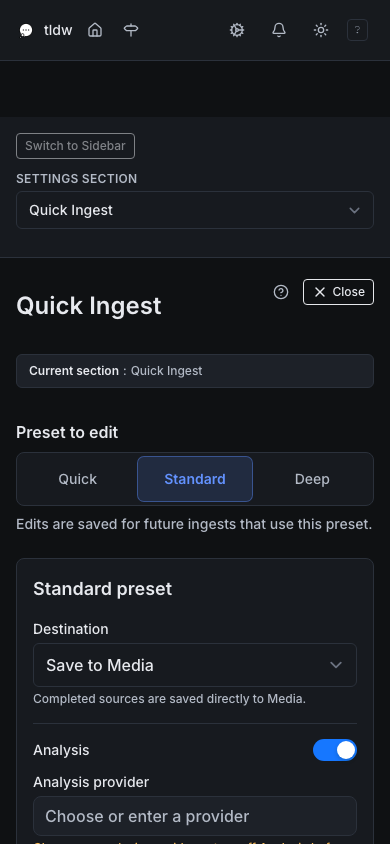 tldw
?
Switch to Sidebar
SETTINGS SECTION
Quick Ingest
Quick Ingest
Close
Current section : Quick Ingest
Preset to edit
Quick Standard Deep
Edits are saved for future ingests that use this preset.
Standard preset
Destination
Save to Media
Completed sources are saved directly to Media.
Analysis
Analysis provider
Choose or enter a provider